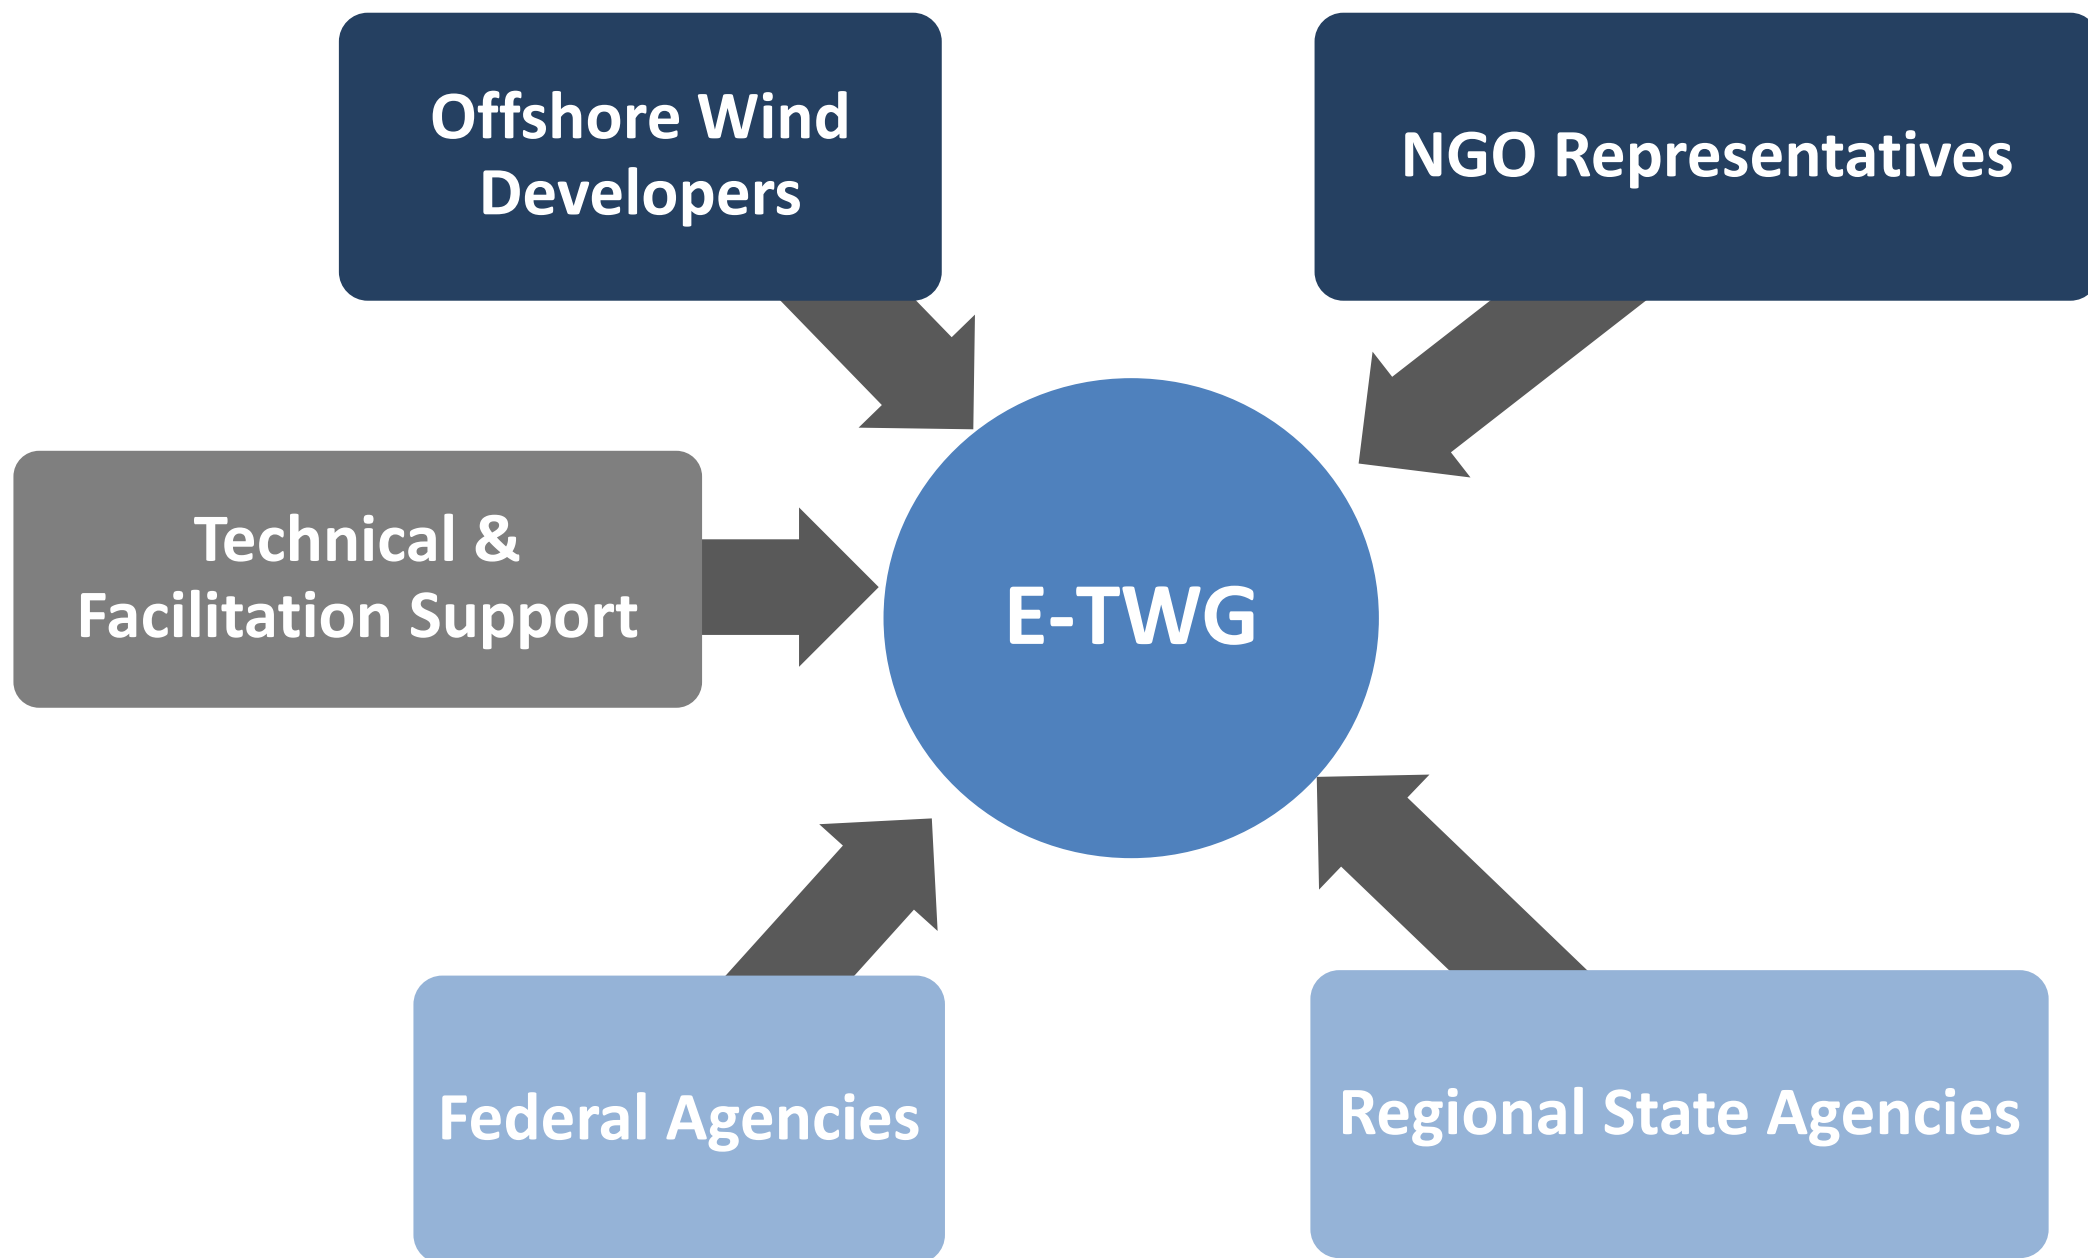 Offshore Wind
Developers
NGO Representatives
Technical &
Facilitation Support
E-TWG
Federal Agencies
Regional State Agencies